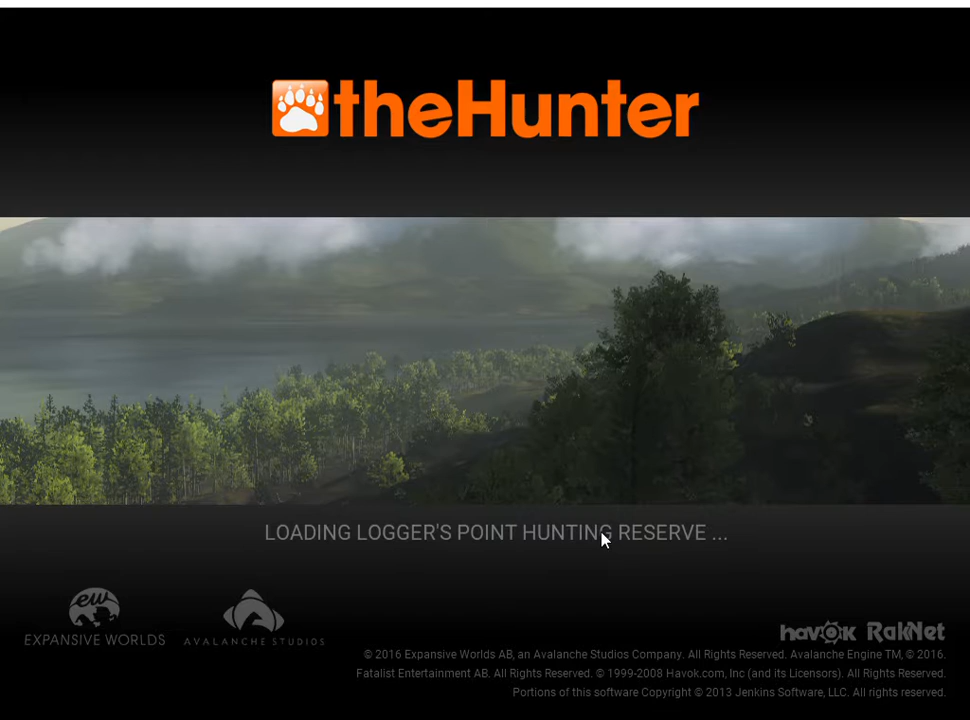 theHunter
LOADING LOGGER'S POINT HUNTING RESERVE ...
ew
EXPANSIVE WORLDS
AVALANCHE STUDIOS
havok RakNet
© 2016 Expansive Worlds AB, an Avalanche Studios Company. All Rights Reserved. Avalanche Engine TM, © 2016.
Fatalist Entertainment AB. All Rights Reserved. © 1999-2008 Havok.com, Inc (and its Licensors). All Rights Reserved.
Portions of this software Copyright © 2013 Jenkins Software, LLC. All rights reserved.